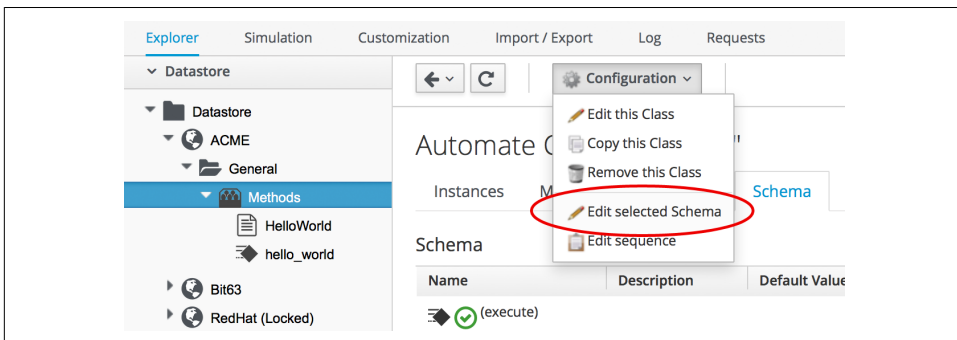 Explorer Simulation Customization Import / Export Log Requests
Datastore
Configuration
Datastore
ACME
General
Methods
HelloWorld
hello_world
Bit63
RedHat (Locked)
Edit this Class
Copy this Class
Remove this Class
Edit selected Schema
Edit sequence
Automate
"
Instances M Schema
Schema
Name Description Default Value
(execute)